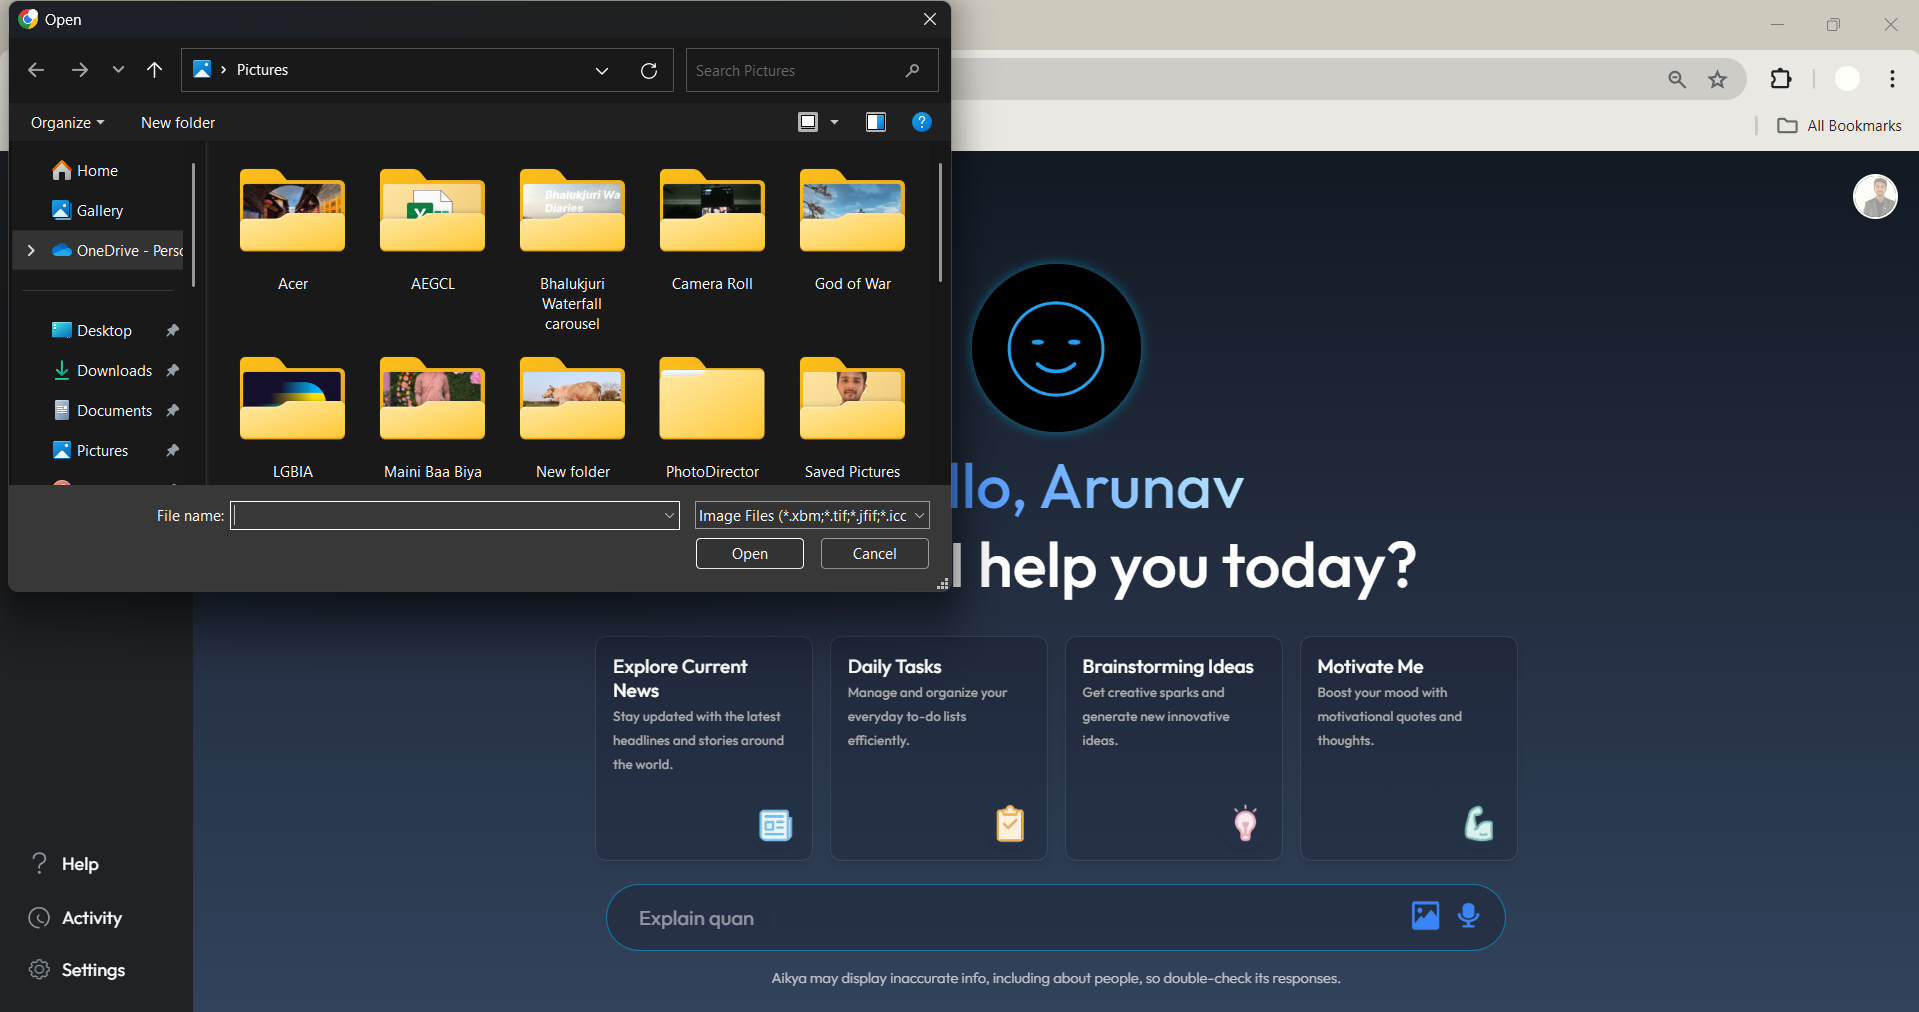 Open
Pictures
Search Pictures
Organize
New folder
Home
Gallery
OneDrive - Perso
Desktop
Downloads
Documents
Pictures
Bhalukjuri Wa
Diaries
Acer
AEGCL
Bhalukjuri
Waterfall
carousel
Camera Roll
God of War
LGBIA
Maini Baa Biya
New folder
PhotoDirector
Saved Pictures
File name:
Image Files (*.xbm;*.tif;*.jfif;*.icc
Open
Cancel
All Bookmarks
llo, Arunav
I help you today?
Explore Current
News
Stay updated with the latest
headlines and stories around
the world.
Daily Tasks
Manage and organize your
everyday to-do lists
efficiently.
Brainstorming Ideas
Get creative sparks and
generate new innovative
ideas.
Motivate Me
Boost your mood with
motivational quotes and
thoughts.
Help
Activity
Settings
Explain quan
Aikya may display inaccurate info, including about people, so double-check its responses.